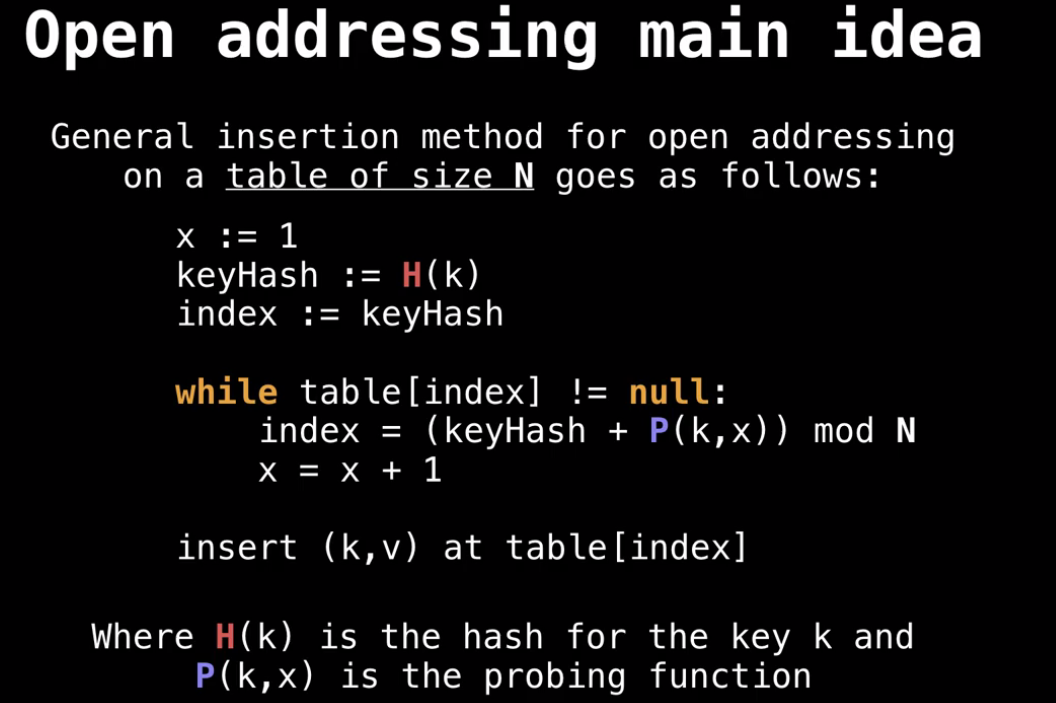 Open addressing main idea
General insertion method for open addressing
on a table of size N goes as follows:
x := 1
keyHash := H(k)
index := keyHash
while table[index] != null:
index = (keyHash + P(k,x)) mod N
x = x + 1
insert (k,v) at table[index]
Where H(k) is the hash for the key k and
P(k,x) is the probing function